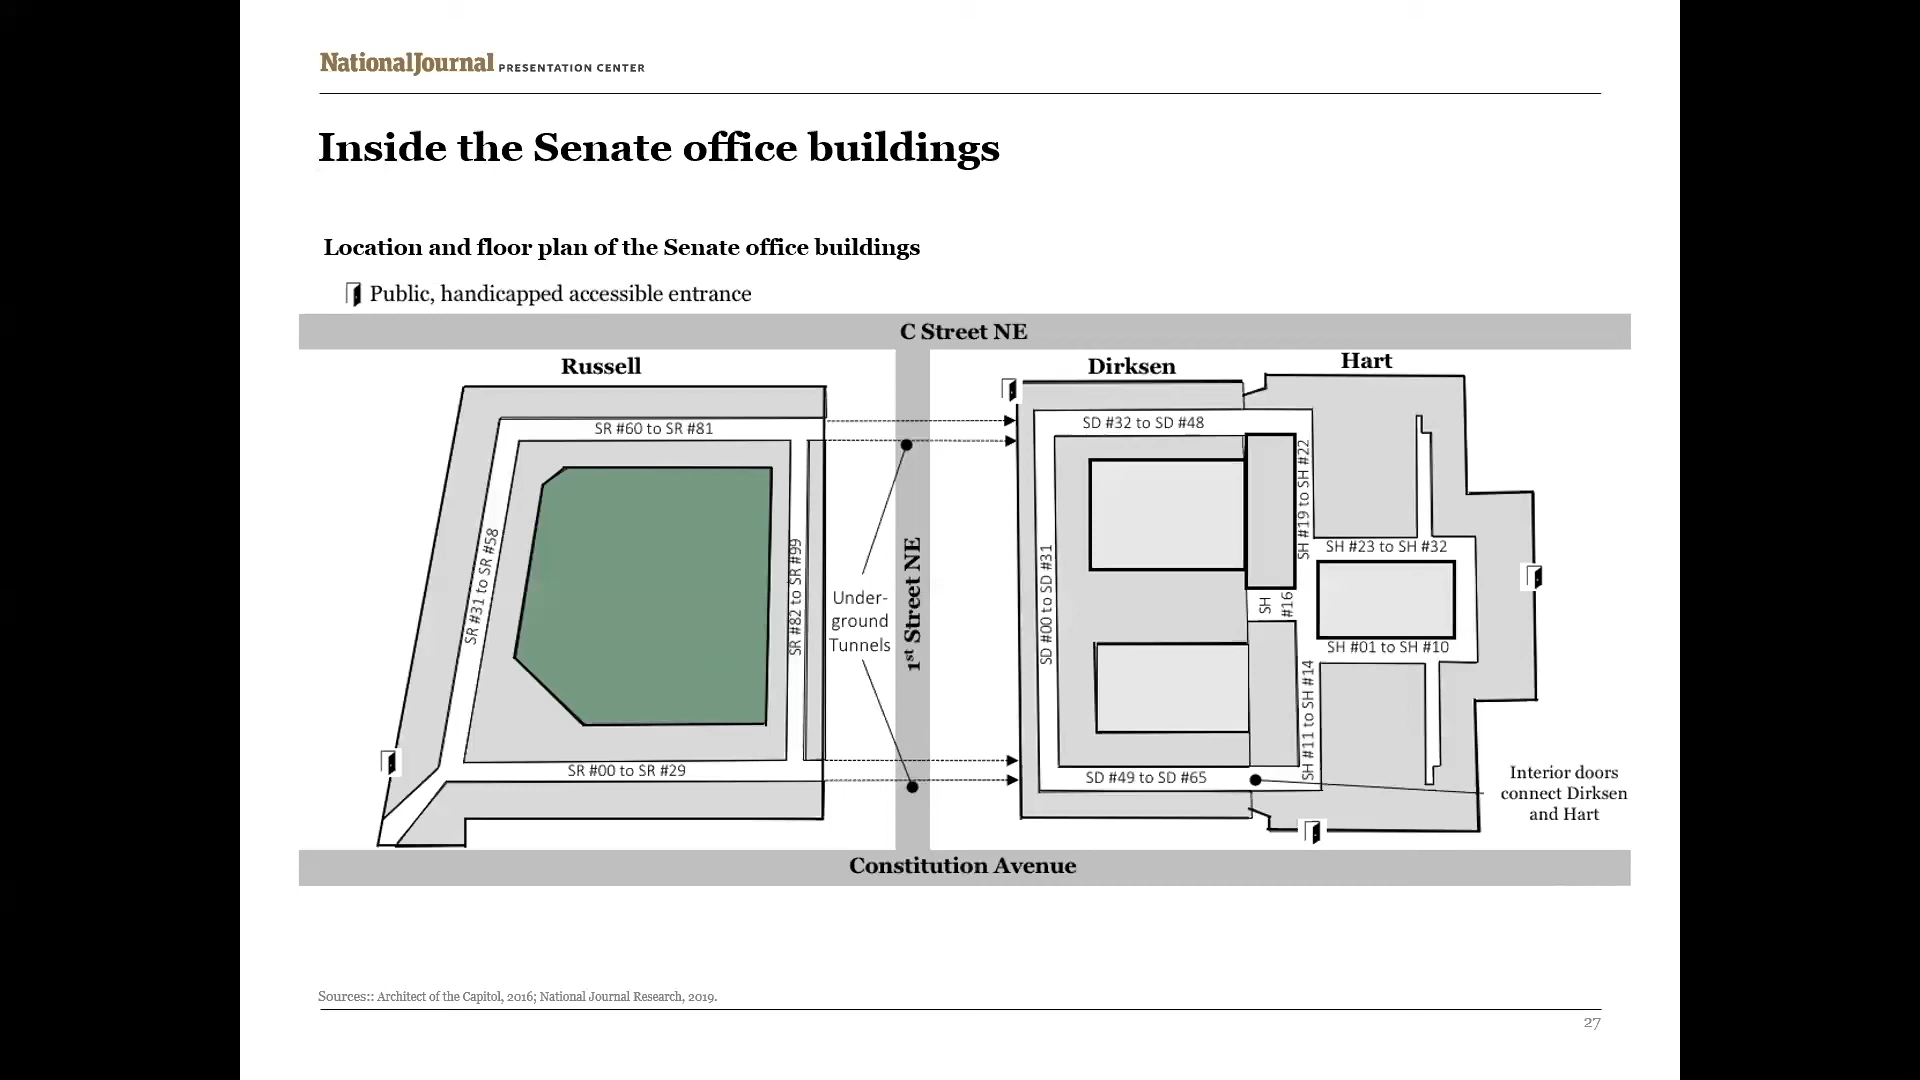 NationalJournal PRESENTATION CENTER
Inside the Senate office buildings
Location and floor plan of the Senate office buildings
Public, handicapped accessible entrance
C Street NE
Russell
Dirksen
Hart
SR #60 to SR #81
SR #31 to SR #58
SR #82 to SR #99
SR #00 to SR #29
Under-
ground
Tunnels
1st Street NE
SD #32 to SD #48
SD #00 to SD #31
SD #49 to SD #65
SH #19 to SH #22
SH #23 to SH #32
SH
#16
SH #01 to SH #10
SH #11 to SH #14
Interior doors
connect Dirksen
and Hart
Constitution Avenue
Sources:: Architect of the Capitol, 2016; National Journal Research, 2019.
27